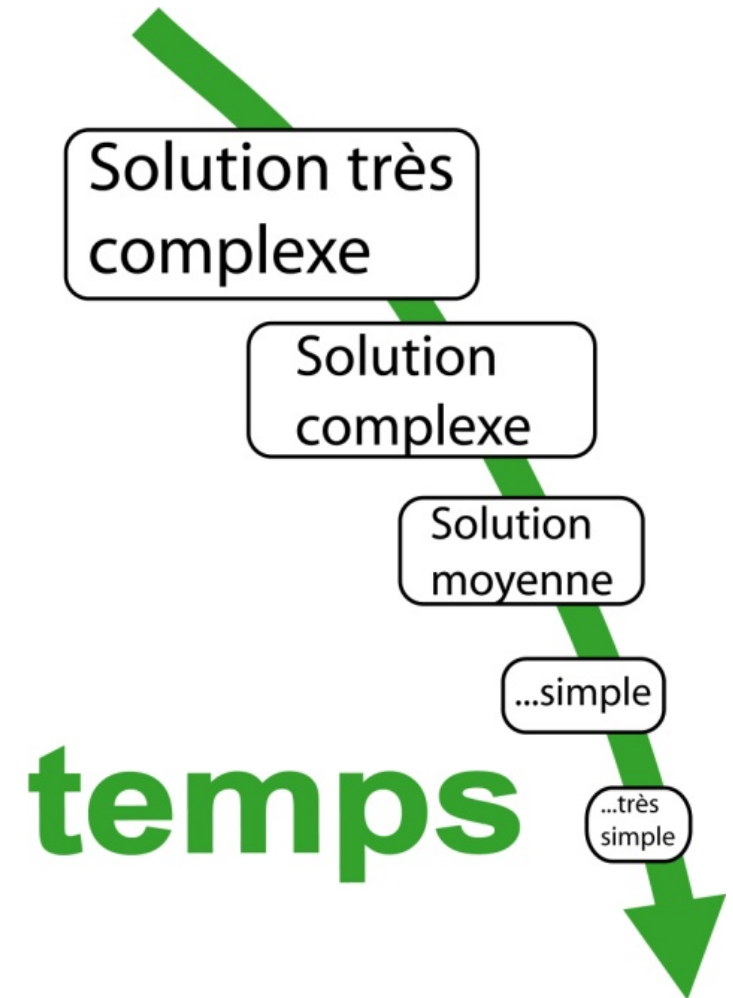 Solution très
complexe
Solution
complexe
Solution
moyenne
...simple
temps
...très
simple